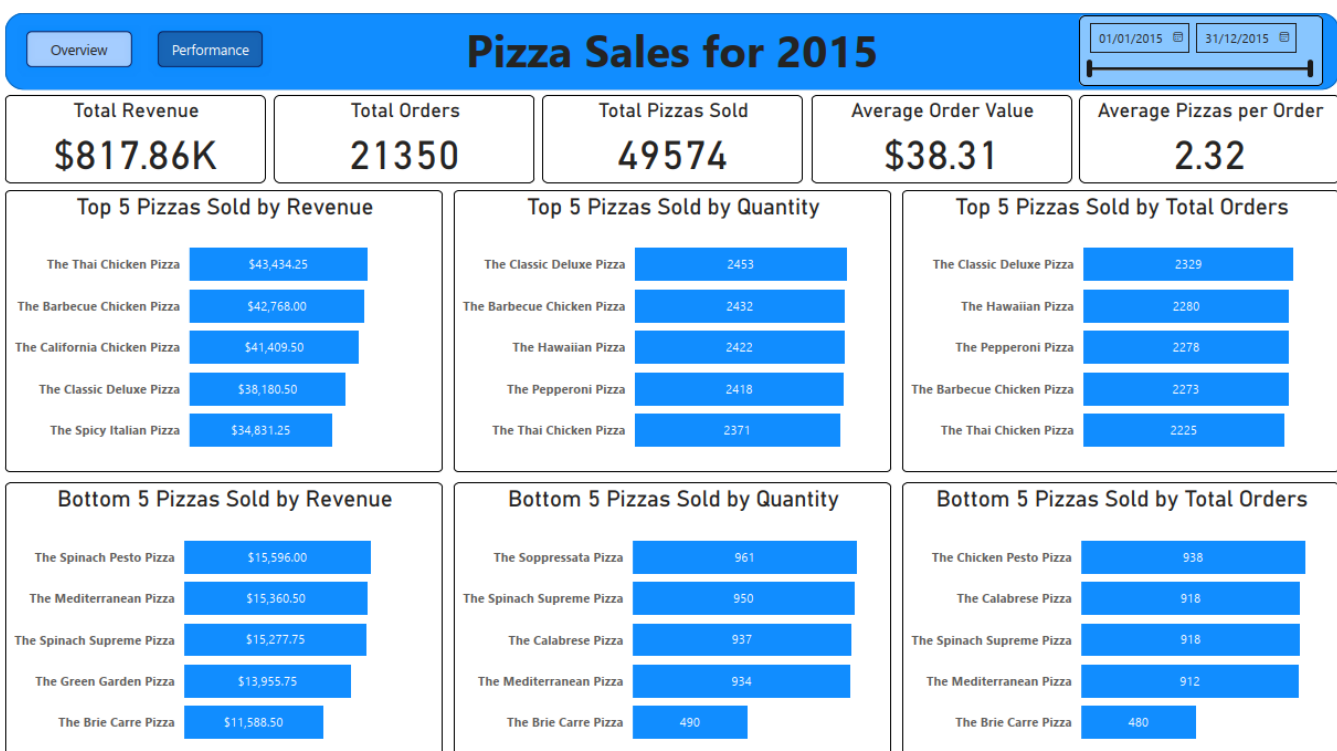 Overview
Performance
Pizza Sales for 2015
01/01/2015
31/12/2015
Total Revenue
$817.86K
Total Orders
21350
Total Pizzas Sold
49574
Average Order Value
$38.31
Average Pizzas per Order
2.32
Top 5 Pizzas Sold by Revenue
The Thai Chicken Pizza $43,434.25
The Barbecue Chicken Pizza $42,768.00
The California Chicken Pizza $41,409.50
The Classic Deluxe Pizza $38,180.50
The Spicy Italian Pizza $34,831.25
Top 5 Pizzas Sold by Quantity
The Classic Deluxe Pizza 2453
The Barbecue Chicken Pizza 2432
The Hawaiian Pizza 2422
The Pepperoni Pizza 2418
The Thai Chicken Pizza 2371
Top 5 Pizzas Sold by Total Orders
The Classic Deluxe Pizza 2329
The Hawaiian Pizza 2280
The Pepperoni Pizza 2278
The Barbecue Chicken Pizza 2273
The Thai Chicken Pizza 2225
Bottom 5 Pizzas Sold by Revenue
The Spinach Pesto Pizza $15,596.00
The Mediterranean Pizza $15,360.50
The Spinach Supreme Pizza $15,277.75
The Green Garden Pizza $13,955.75
The Brie Carre Pizza $11,588.50
Bottom 5 Pizzas Sold by Quantity
The Soppressata Pizza 961
The Spinach Supreme Pizza 950
The Calabrese Pizza 937
The Mediterranean Pizza 934
The Brie Carre Pizza 490
Bottom 5 Pizzas Sold by Total Orders
The Chicken Pesto Pizza 938
The Calabrese Pizza 918
The Spinach Supreme Pizza 918
The Mediterranean Pizza 912
The Brie Carre Pizza 480